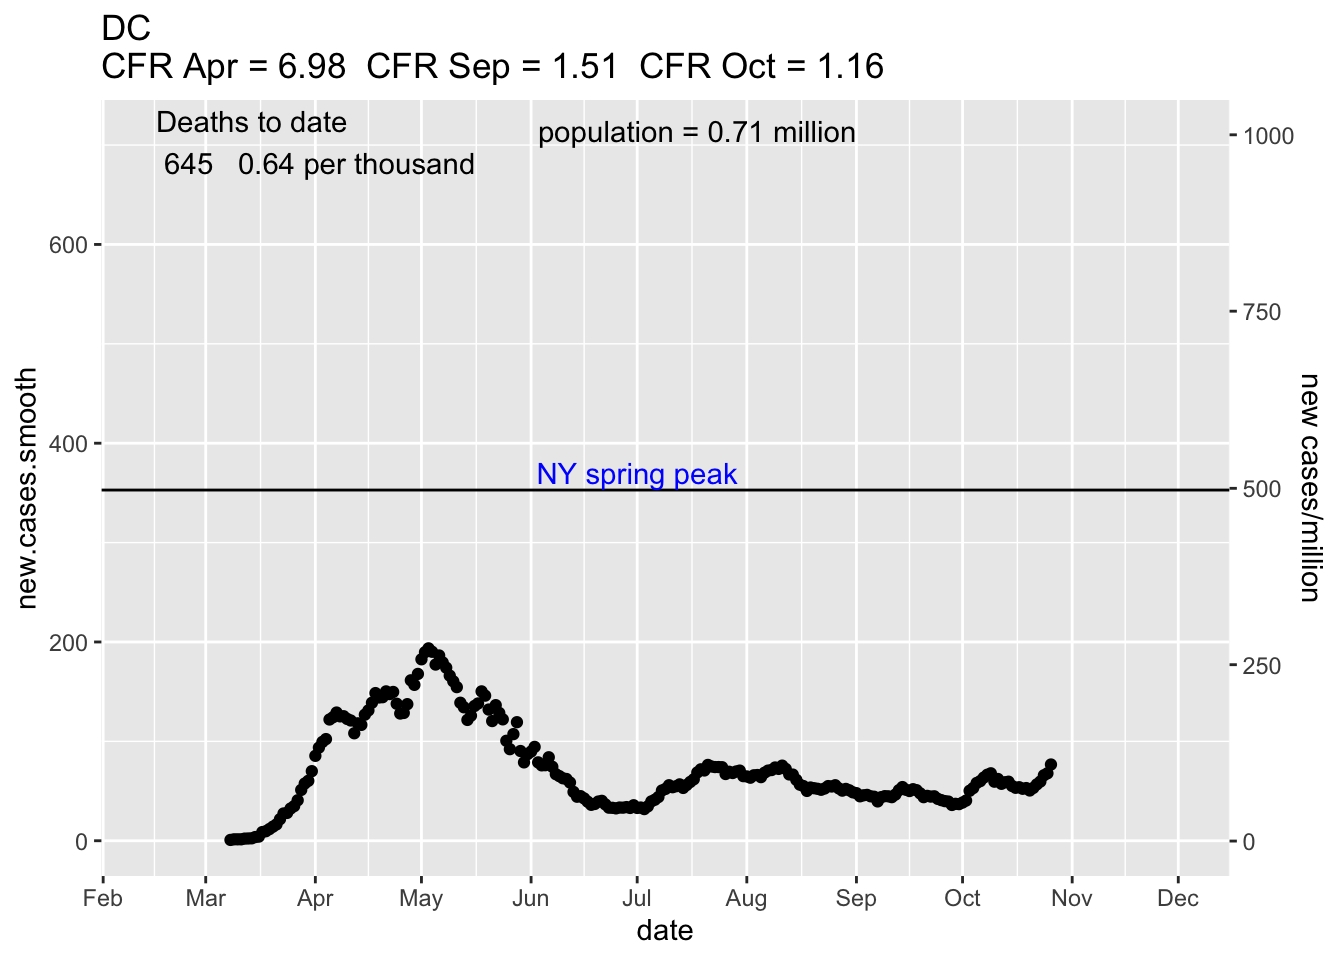 DC
CFR Apr = 6.98  CFR Sep = 1.51  CFR Oct = 1.16
Deaths to date
645   0.64 per thousand
population = 0.71 million
NY spring peak
new.cases.smooth
600
400
200
0
new cases/million
1000
750
500
250
0
Feb Mar Apr May Jun Jul Aug Sep Oct Nov Dec
date